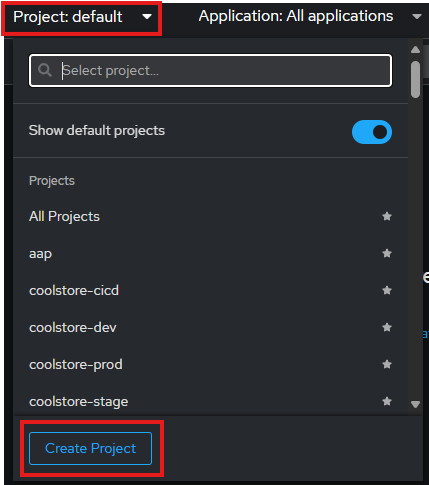 Project: default Application: All applications
Select project...
Show default projects
Projects
All Projects
aap
coolstore-cicd
coolstore-dev
coolstore-prod
coolstore-stage
Create Project